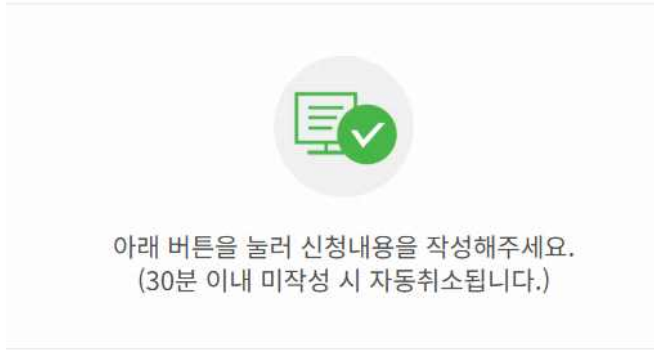 아래 버튼을 눌러 신청내용을 작성해주세요.
(30분 이내 미작성 시 자동취소됩니다.)